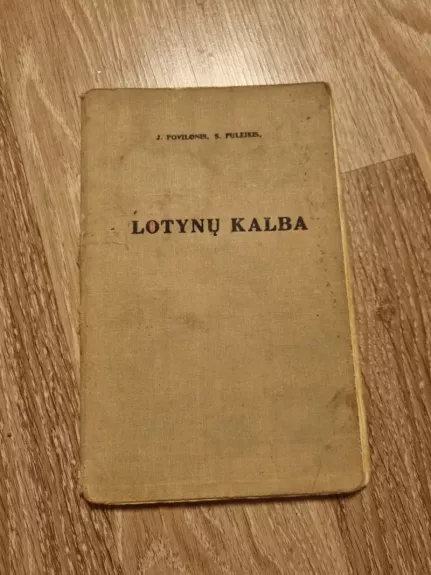 J. POVILONIS, S. PULEIKIS,
LOTYNŲ KALBA